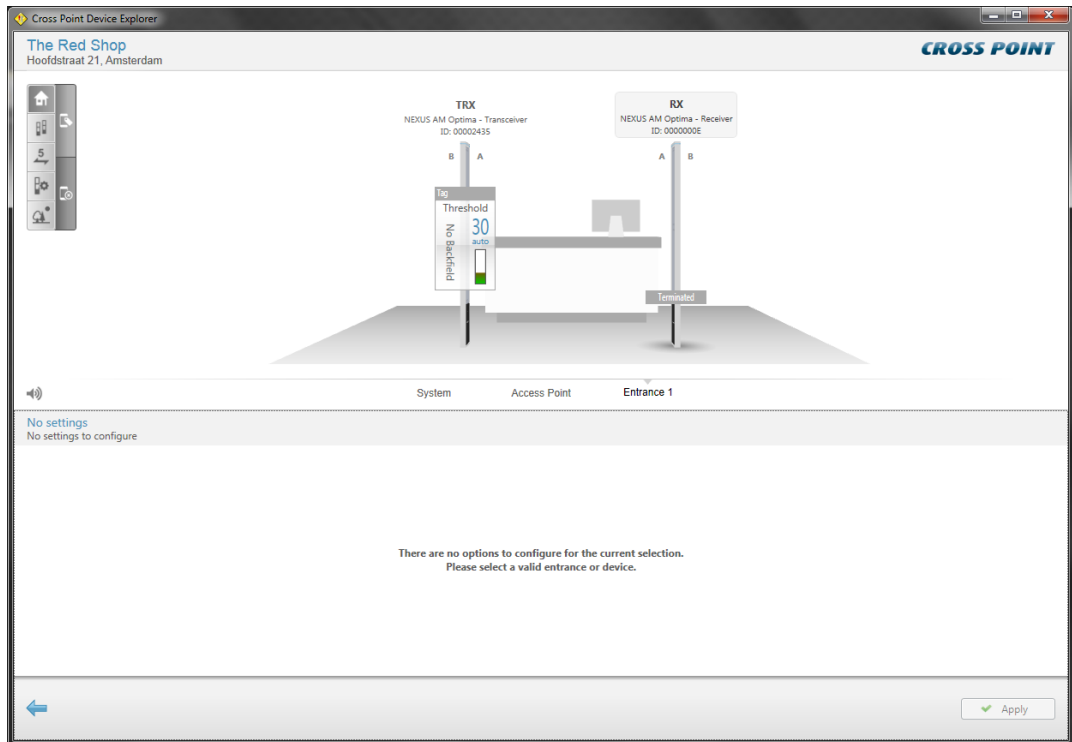 Cross Point Device Explorer
The Red Shop
Hoofdstraat 21, Amsterdam
CROSS POINT
5
TRX
NEXUS AM Optima - Transceiver
ID: 00002435
B A
RX
NEXUS AM Optima - Receiver
ID: 0000000E
A B
Tag
Threshold
No Backfield
30
auto
Terminated
System Access Point Entrance 1
No settings
No settings to configure
There are no options to configure for the current selection.
Please select a valid entrance or device.
Apply